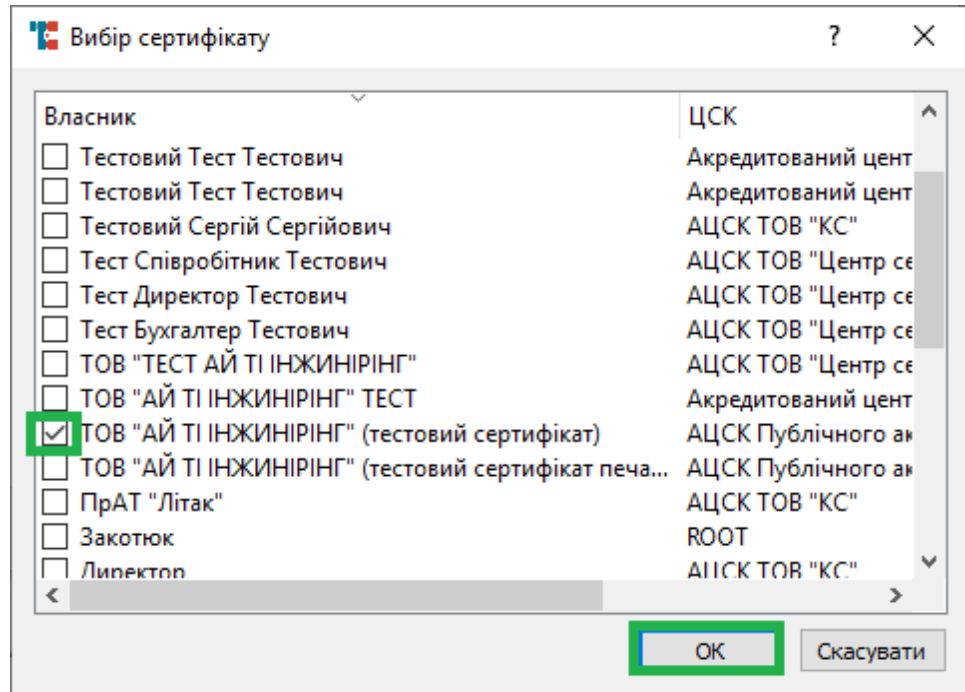 Вибір сертифікату ?
Власник ЦСК
Тестовий Тест Тестович Акредитований цент
Тестовий Тест Тестович Акредитований цент
Тестовий Сергій Сергійович АЦСК ТОВ "КС"
Тест Співробітник Тестович АЦСК ТОВ "Центр се
Тест Директор Тестович АЦСК ТОВ "Центр се
Тест Бухгалтер Тестович АЦСК ТОВ "Центр се
ТОВ "ТЕСТ АЙ ТІ ІНЖИНІРІНГ" АЦСК ТОВ "Центр се
ТОВ "АЙ ТІ ІНЖИНІРІНГ" ТЕСТ Акредитований цент
ТОВ "АЙ ТІ ІНЖИНІРІНГ" (тестовий сертифікат) АЦСК Публічного ак
ТОВ "АЙ ТІ ІНЖИНІРІНГ" (тестовий сертифікат печа... АЦСК Публічного ак
ПрАТ "Літак" АЦСК ТОВ "КС"
Закотюк ROOT
Директор АЦСК ТОВ "КС"
ОК Скасувати